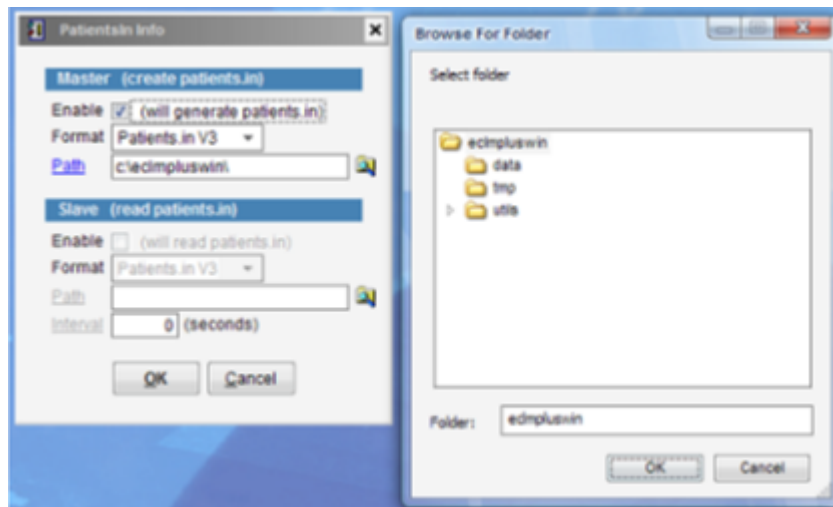 PatientsIn Info
Master (create patients.in)
Enable (will generate patients.in)
Format Patients.in V3
Path c:\eclmpluswin\
Slave (read patients.in)
Enable (will read patients.in)
Format Patients.in V3
Path
Interval 0 (seconds)
OK Cancel
Browse For Folder
Select folder
eclmpluswin
data
tmp
utils
Folder: eclmpluswin
OK Cancel